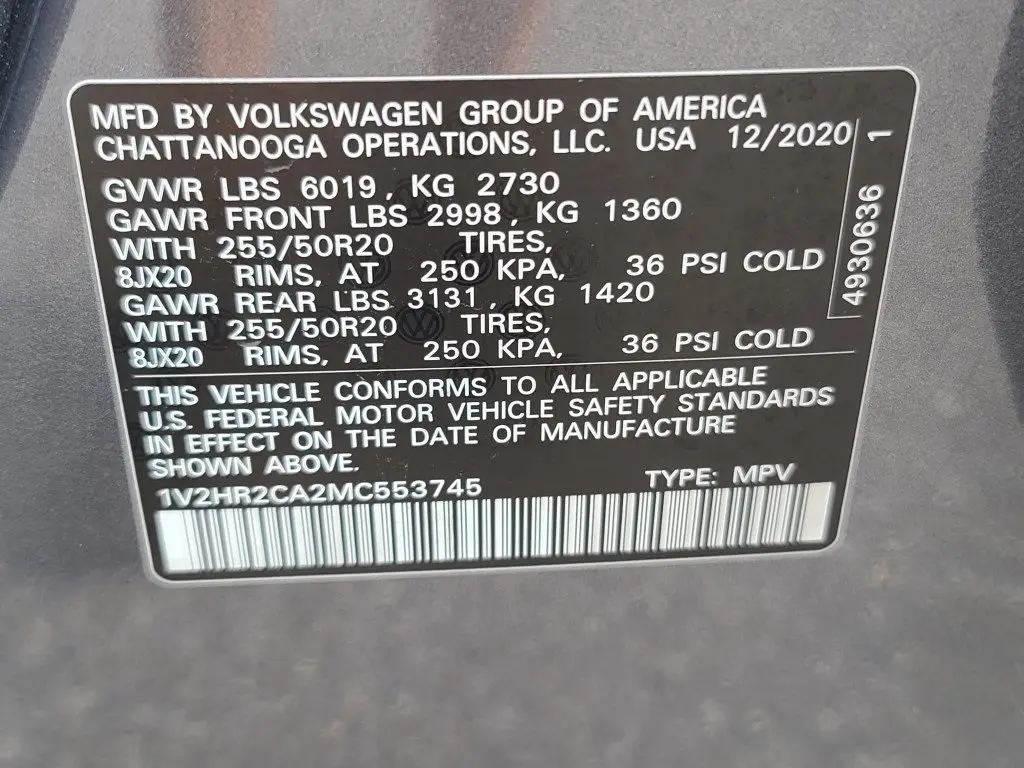 MFD BY VOLKSWAGEN GROUP OF AMERICA
CHATTANOOGA OPERATIONS, LLC. USA 12/2020
GVWR LBS 6019, KG 2730
GAWR FRONT LBS 2998, KG 1360
WITH 255/50R20 TIRES,
8JX20 RIMS, AT 250 KPA, 36 PSI COLD
GAWR REAR LBS 3131, KG 1420
WITH 255/50R20 TIRES,
8JX20 RIMS, AT 250 KPA, 36 PSI COLD
THIS VEHICLE CONFORMS TO ALL APPLICABLE
U.S. FEDERAL MOTOR VEHICLE SAFETY STANDARDS
IN EFFECT ON THE DATE OF MANUFACTURE
SHOWN ABOVE.
1V2HR2CA2MC553745 TYPE: MPV
4930636 1